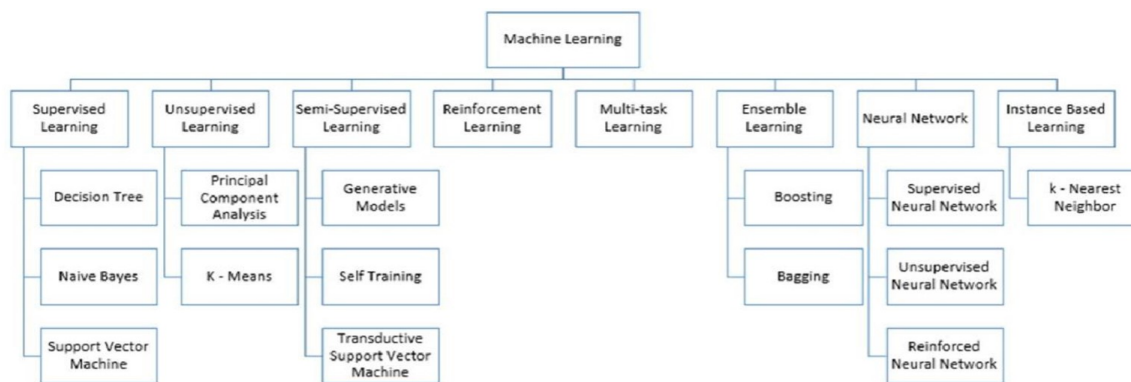 Machine Learning
Supervised
Learning
Unsupervised
Learning
Semi-Supervised
Learning
Reinforcement
Learning
Multi-task
Learning
Ensemble
Learning
Neural Network
Instance Based
Learning
Decision Tree
Principal
Component
Analysis
Generative
Models
Boosting
Supervised
Neural Network
k - Nearest
Neighbor
Naive Bayes
K - Means
Self Training
Bagging
Unsupervised
Neural Network
Support Vector
Machine
Transductive
Support Vector
Machine
Reinforced
Neural Network